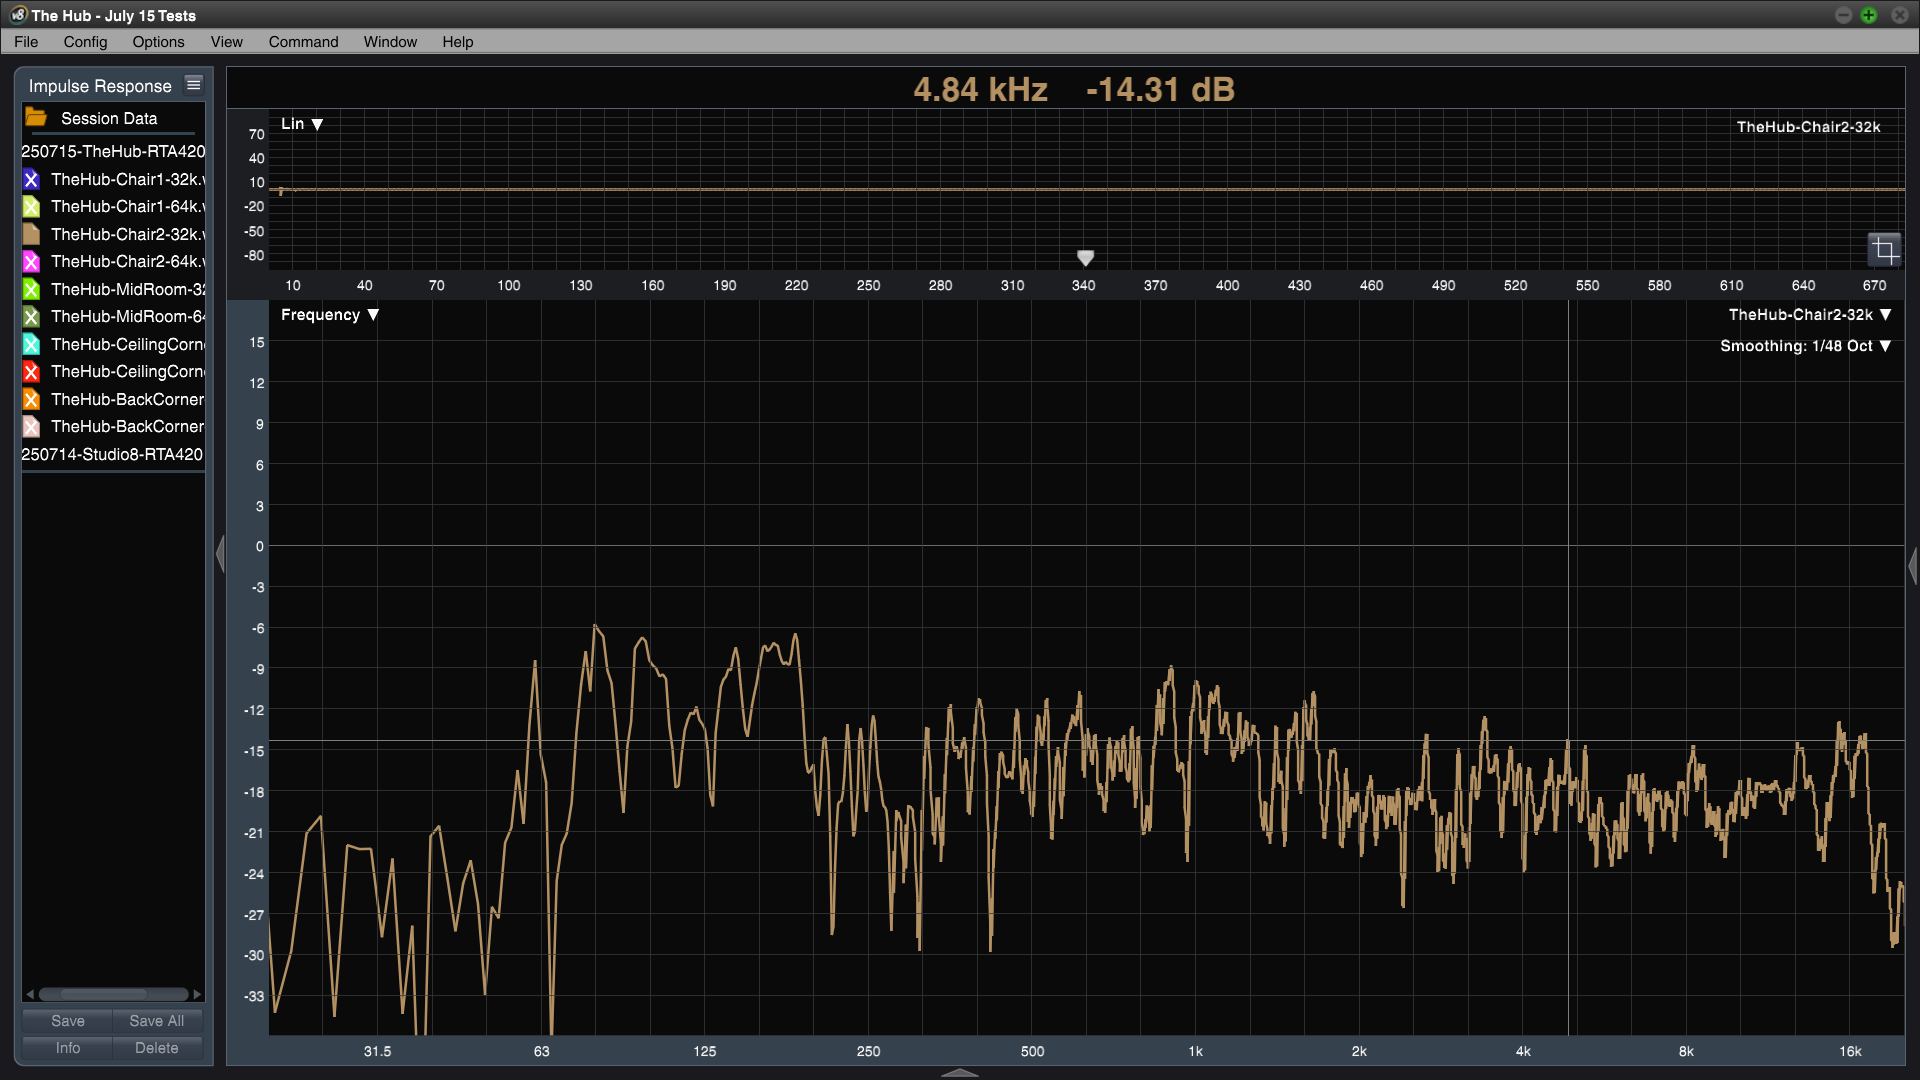 v8 The Hub - July 15 Tests
File Config Options View Command Window Help
Impulse Response
Session Data
250715-TheHub-RTA420
TheHub-Chair1-32k.w
TheHub-Chair1-64k.w
TheHub-Chair2-32k.w
TheHub-Chair2-64k.w
TheHub-MidRoom-32
TheHub-MidRoom-64
TheHub-CeilingCorn
TheHub-CeilingCorn
TheHub-BackCorner
TheHub-BackCorner
250714-Studio8-RTA420
Save Save All
Info Delete
4.84 kHz -14.31 dB
Lin ▼
TheHub-Chair2-32k
70
40
10
-20
-50
-80
10 40 70 100 130 160 190 220 250 280 310 340 370 400 430 460 490 520 550 580 610 640 670
Frequency ▼
TheHub-Chair2-32k ▼
Smoothing: 1/48 Oct ▼
15
12
9
6
3
0
-3
-6
-9
-12
-15
-18
-21
-24
-27
-30
-33
31.5 63 125 250 500 1k 2k 4k 8k 16k